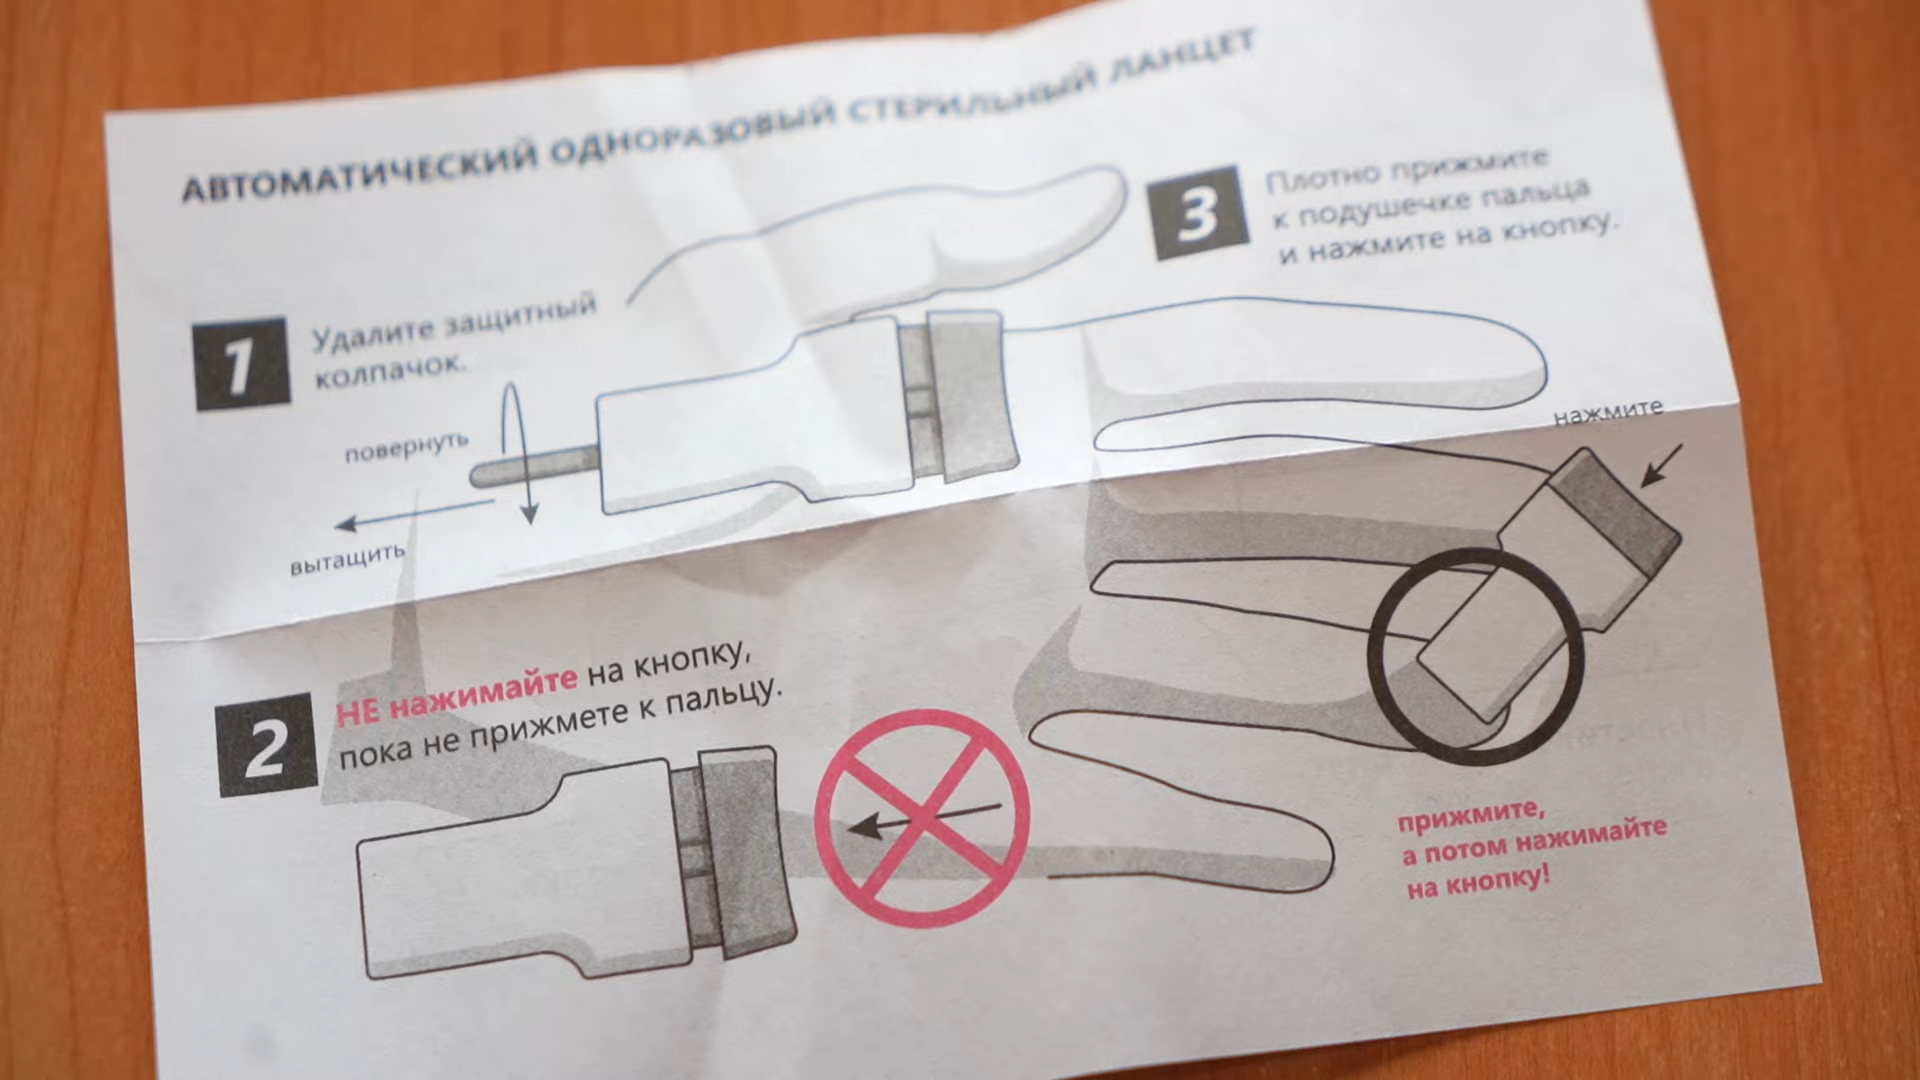 АВТОМАТИЧЕСКИЙ ОДНОРАЗОВЫЙ СТЕРИЛЬНЫЙ ЛАНЦЕТ
1
Удалите защитный
колпачок.
повернуть
вытащить
2
НЕ нажимайте на кнопку,
пока не прижмете к пальцу.
3
Плотно прижмите
к подушечке пальца
и нажмите на кнопку.
нажмите
прижмите,
а потом нажимайте
на кнопку!